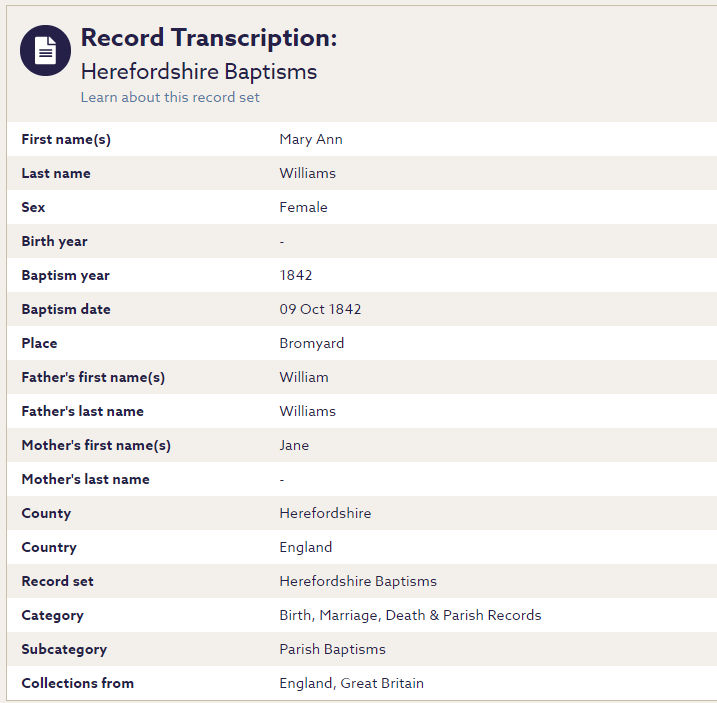 Record Transcription:
Herefordshire Baptisms
Learn about this record set
First name(s) Mary Ann
Last name Williams
Sex Female
Birth year -
Baptism year 1842
Baptism date 09 Oct 1842
Place Bromyard
Father's first name(s) William
Father's last name Williams
Mother's first name(s) Jane
Mother's last name -
County Herefordshire
Country England
Record set Herefordshire Baptisms
Category Birth, Marriage, Death & Parish Records
Subcategory Parish Baptisms
Collections from England, Great Britain